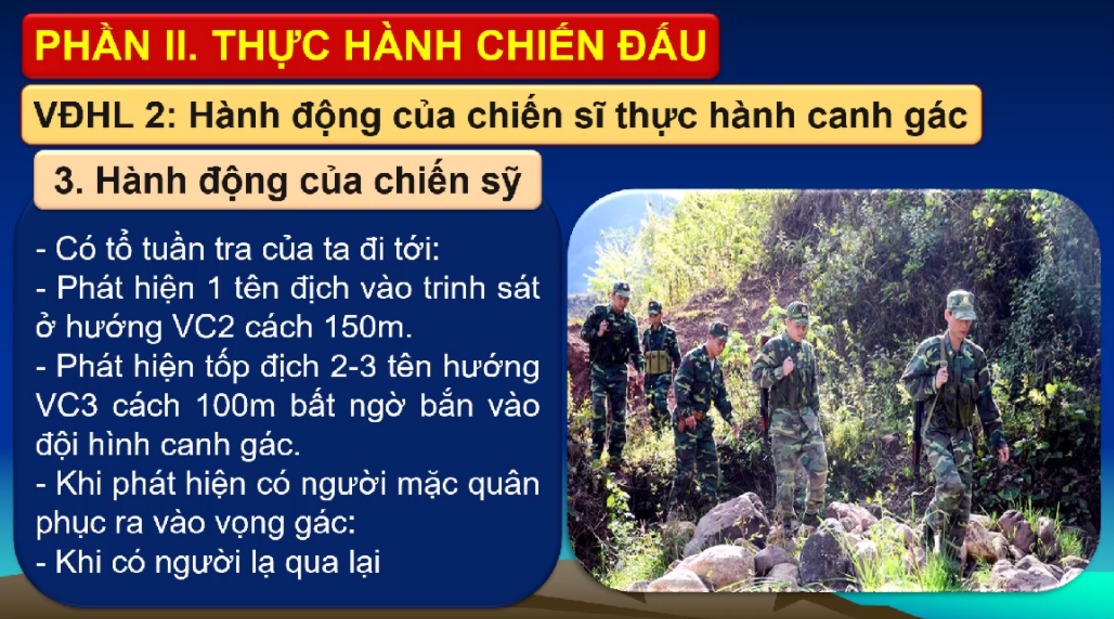 PHẦN II. THỰC HÀNH CHIẾN ĐẤU
VĐHL 2: Hành động của chiến sĩ thực hành canh gác
3. Hành động của chiến sỹ
- Có tổ tuần tra của ta đi tới:
- Phát hiện 1 tên địch vào trinh sát
ở hướng VC2 cách 150m.
- Phát hiện tốp địch 2-3 tên hướng
VC3 cách 100m bất ngờ bắn vào
đội hình canh gác.
- Khi phát hiện có người mặc quân
phục ra vào vọng gác:
- Khi có người lạ qua lại